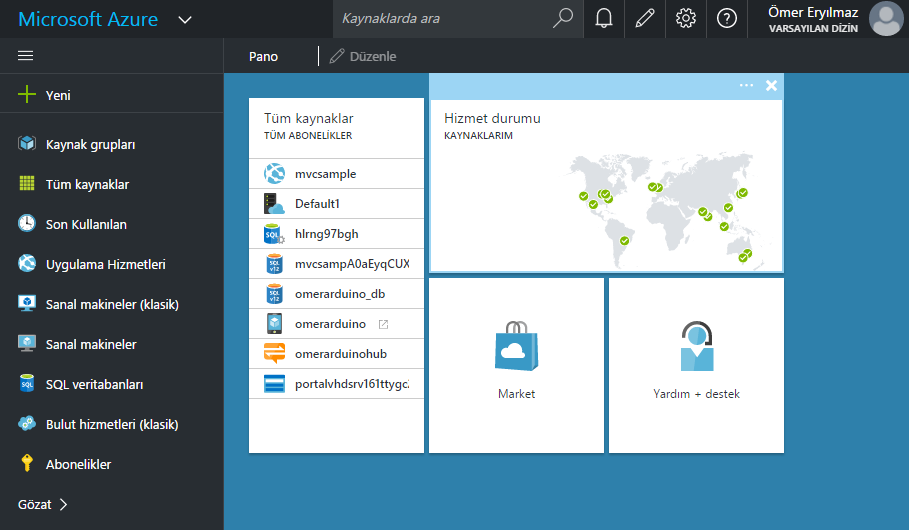 Microsoft Azure
Kaynaklarda ara
Ömer Eryılmaz
VARSAYILAN DİZİN
Pano
Düzenle
Yeni
Kaynak grupları
Tüm kaynaklar
Son Kullanılan
Uygulama Hizmetleri
Sanal makineler (klasik)
Sanal makineler
SQL veritabanları
Bulut hizmetleri (klasik)
Abonelikler
Gözat
Tüm kaynaklar
TÜM ABONELİKLER
mvcsample
Default1
hlrng97bgh
mvcsampA0aEyqCUX
omerarduino_db
omerarduino
omerarduinohub
portalvhdsrv161ttygc
Hizmet durumu
KAYNAKLARIM
Market
Yardım + destek